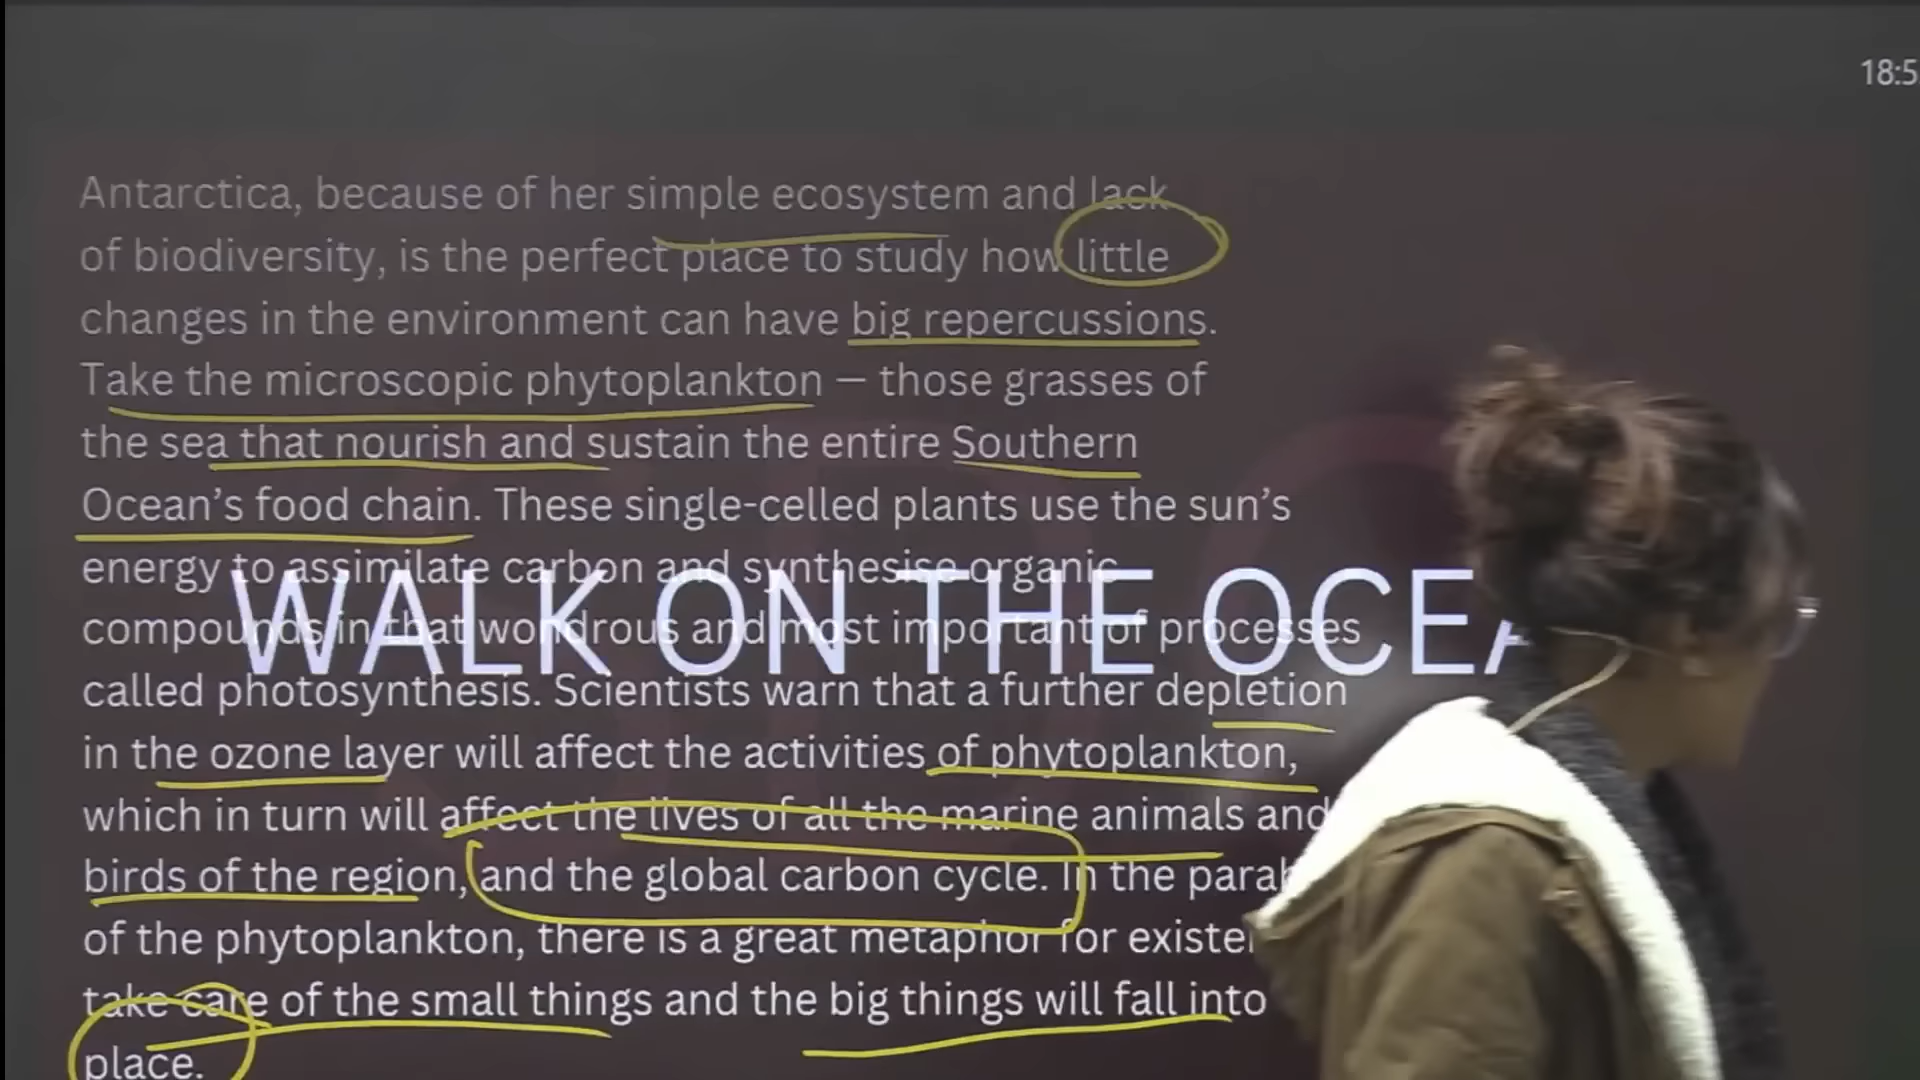 18:5
Antarctica, because of her simple ecosystem and lack
of biodiversity, is the perfect place to study how little
changes in the environment can have big repercussions.
Take the microscopic phytoplankton — those grasses of
the sea that nourish and sustain the entire Southern
Ocean’s food chain. These single-celled plants use the sun’s
energy to assimilate carbon and synthesise organic
WALK ON THE OCEA
compounds in that wondrous and most important of processes
called photosynthesis. Scientists warn that a further depletion
in the ozone layer will affect the activities of phytoplankton,
which in turn will affect the lives of all the marine animals and
birds of the region, and the global carbon cycle. In the
of the phytoplankton, there is a great metaphor for
take care of the small things and the big things will fall into
place.